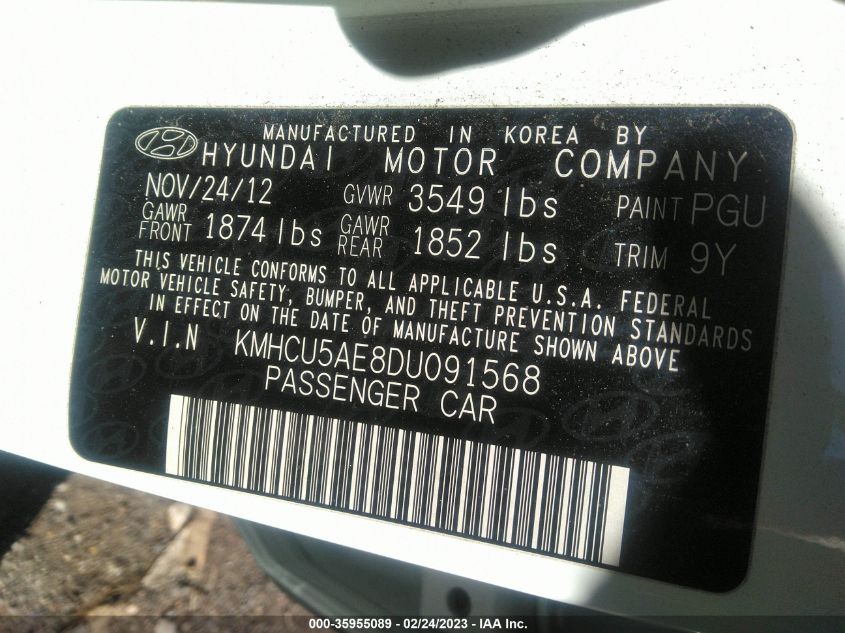 MANUFACTURED IN KOREA BY
HYUNDAI MOTOR COMPANY
NOV/24/12 GVWR 3549 lbs PAINT PGU
GAWR FRONT 1874 lbs GAWR REAR 1852 lbs TRIM 9Y
THIS VEHICLE CONFORMS TO ALL APPLICABLE U.S.A. FEDERAL
MOTOR VEHICLE SAFETY, BUMPER, AND THEFT PREVENTION STANDARDS
IN EFFECT ON THE DATE OF MANUFACTURE SHOWN ABOVE
V.I.N KMHCU5AE8DU091568
PASSENGER CAR
000-35955089 - 02/24/2023 - IAA Inc.